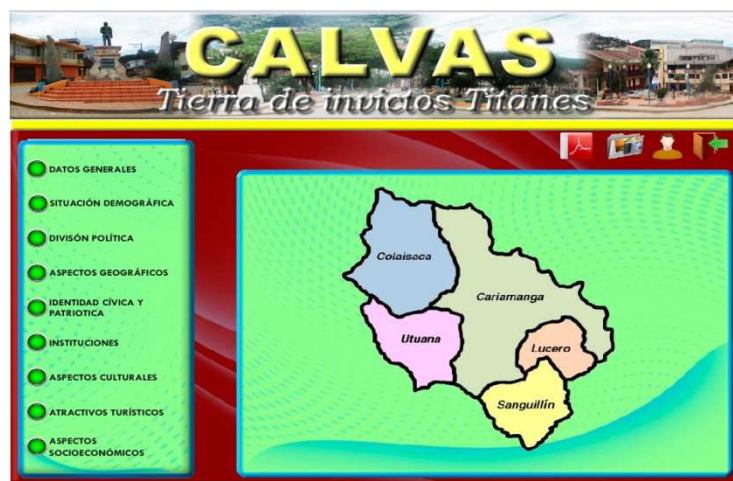 CALVAS
Tierra de invictos Titanes
DATOS GENERALES
SITUACIÓN DEMOGRÁFICA
DIVISÓN POLÍTICA
ASPECTOS GEOGRÁFICOS
IDENTIDAD CÍVICA Y
PATRIOTICA
INSTITUCIONES
ASPECTOS CULTURALES
ATRACTIVOS TURÍSTICOS
ASPECTOS
SOCIOECONÓMICOS
Colaisaca
Cariamanga
Utuana
Lucero
Sanguillín